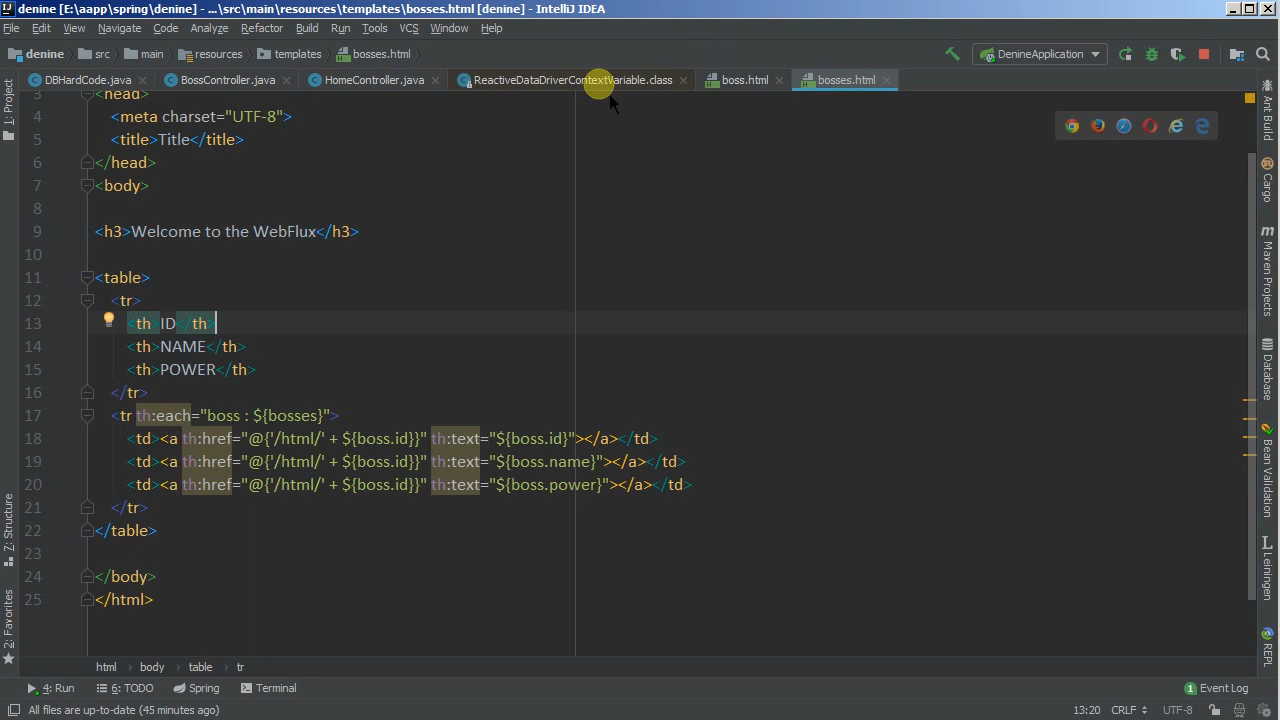 denine [E:\aapp\spring\denine] - ...\src\main\resources\templates\bosses.html [denine] - IntelliJ IDEA
File Edit View Navigate Code Analyze Refactor Build Run Tools VCS Window Help
denine src main resources templates bosses.html DenineApplication
DBHardCode.java BossController.java HomeController.java ReactiveDataDriverContextVariable.class boss.html bosses.html
3 <head>
4 <meta charset="UTF-8">
5 <title>Title</title>
6 </head>
7 <body>
8
9 <h3>Welcome to the WebFlux</h3>
10
11 <table>
12 <tr>
13 <th>ID</th>
14 <th>NAME</th>
15 <th>POWER</th>
16 </tr>
17 <tr th:each="boss : ${bosses}">
18 <td><a th:href="@{'/html/' + ${boss.id}}" th:text="${boss.id}"></a></td>
19 <td><a th:href="@{'/html/' + ${boss.id}}" th:text="${boss.name}"></a></td>
20 <td><a th:href="@{'/html/' + ${boss.id}}" th:text="${boss.power}"></a></td>
21 </tr>
22 </table>
23
24 </body>
25 </html>
1: Project
7: Structure
2: Favorites
Ant Build
Cargo
Maven Projects
Database
Bean Validation
Leiningen
REPL
html body table tr
4: Run 6: TODO Spring Terminal 1 Event Log
All files are up-to-date (45 minutes ago) 13:20 CRLF UTF-8